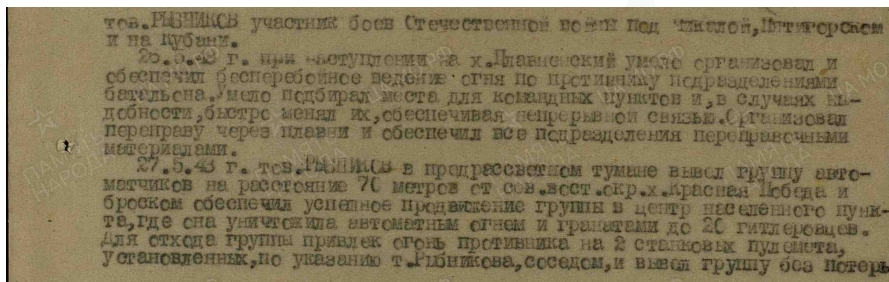 тов.РЫБНИКОВ участник боев Отечественной войны под Чиколой,Пятигорском
и на Кубани.
25.5.43 г. при наступлении на х.Плавненский умело организовал и
обеспечил бесперебойное ведение огня по противнику подразделениями
батальона.Умело подбирал места для командных пунктов и,в случаях на-
добности,быстро менял их,обеспечивая непрерывной связью.Организовал
переправу через плавни и обеспечил все подразделения переправочными
материалами.
27.5.43 г. тов.РЫБНИКОВ в предрассветном тумане вывел группу авто-
матчиков на расстояние 70 метров от сев.вост.окр.х.Красная Победа и
броском обеспечил успешное продвижение группы в центр населенного пунк-
та,где она уничтожила автоматным огнем и гранатами до 20 гитлеровцев.
Для отхода группы привлек огонь противника на 2 станковых пулемета,
установленных,по указанию т.Рыбникова,соседом,и вывел группу без потерь